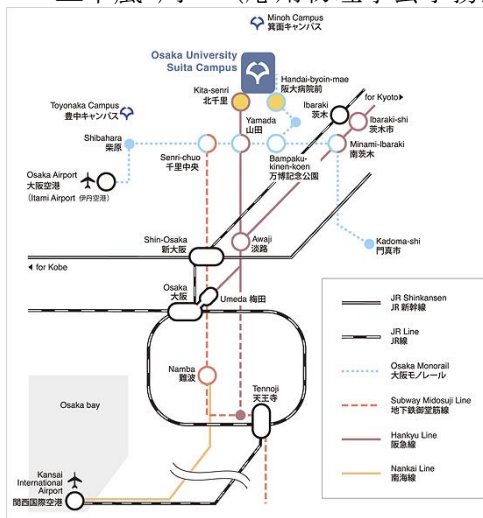 Minoh Campus
箕面キャンパス
Osaka University
Suita Campus
Handai-byoin-mae
阪大病院前
Kita-senri
北千里
Ibaraki
茨木
for Kyoto▶
Toyonaka Campus
豊中キャンパス
Yamada
山田
Ibaraki-shi
茨木市
Shibahara
柴原
Minami-Ibaraki
南茨木
Senri-chuo
千里中央
Bampaku-
kinen-koen
万博記念公園
Osaka Airport
大阪空港
(Itami Airport 伊丹空港)
Awaji
淡路
Kadoma-shi
門真市
Shin-Osaka
新大阪
◀ for Kobe
Osaka
大阪
Umeda 梅田
JR Shinkansen
JR 新幹線
JR Line
JR線
Osaka Monorail
大阪モノレール
Namba
難波
Tennoji
天王寺
Subway Midosuji Line
地下鉄御堂筋線
Osaka bay
Hankyu Line
阪急線
Kansai
International
Airport
関西国際空港
Nankai Line
南海線